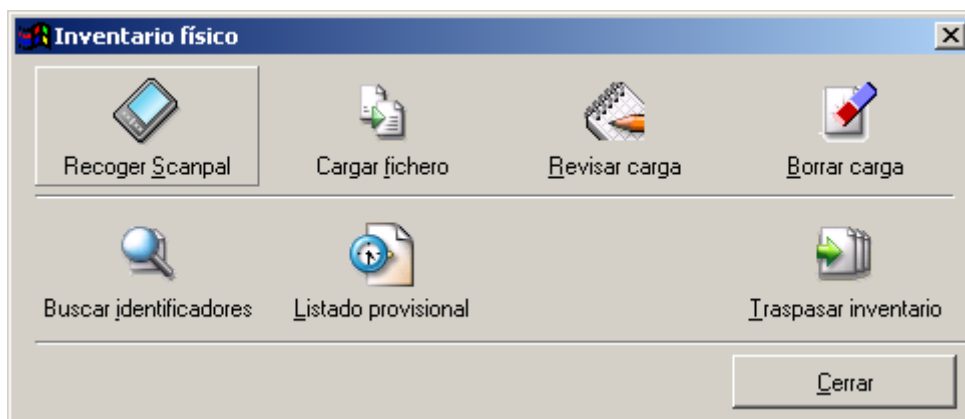 Inventario físico
Recoger Scanpal
Cargar fichero
Revisar carga
Borrar carga
Buscar identificadores
Listado provisional
Traspasar inventario
Cerrar